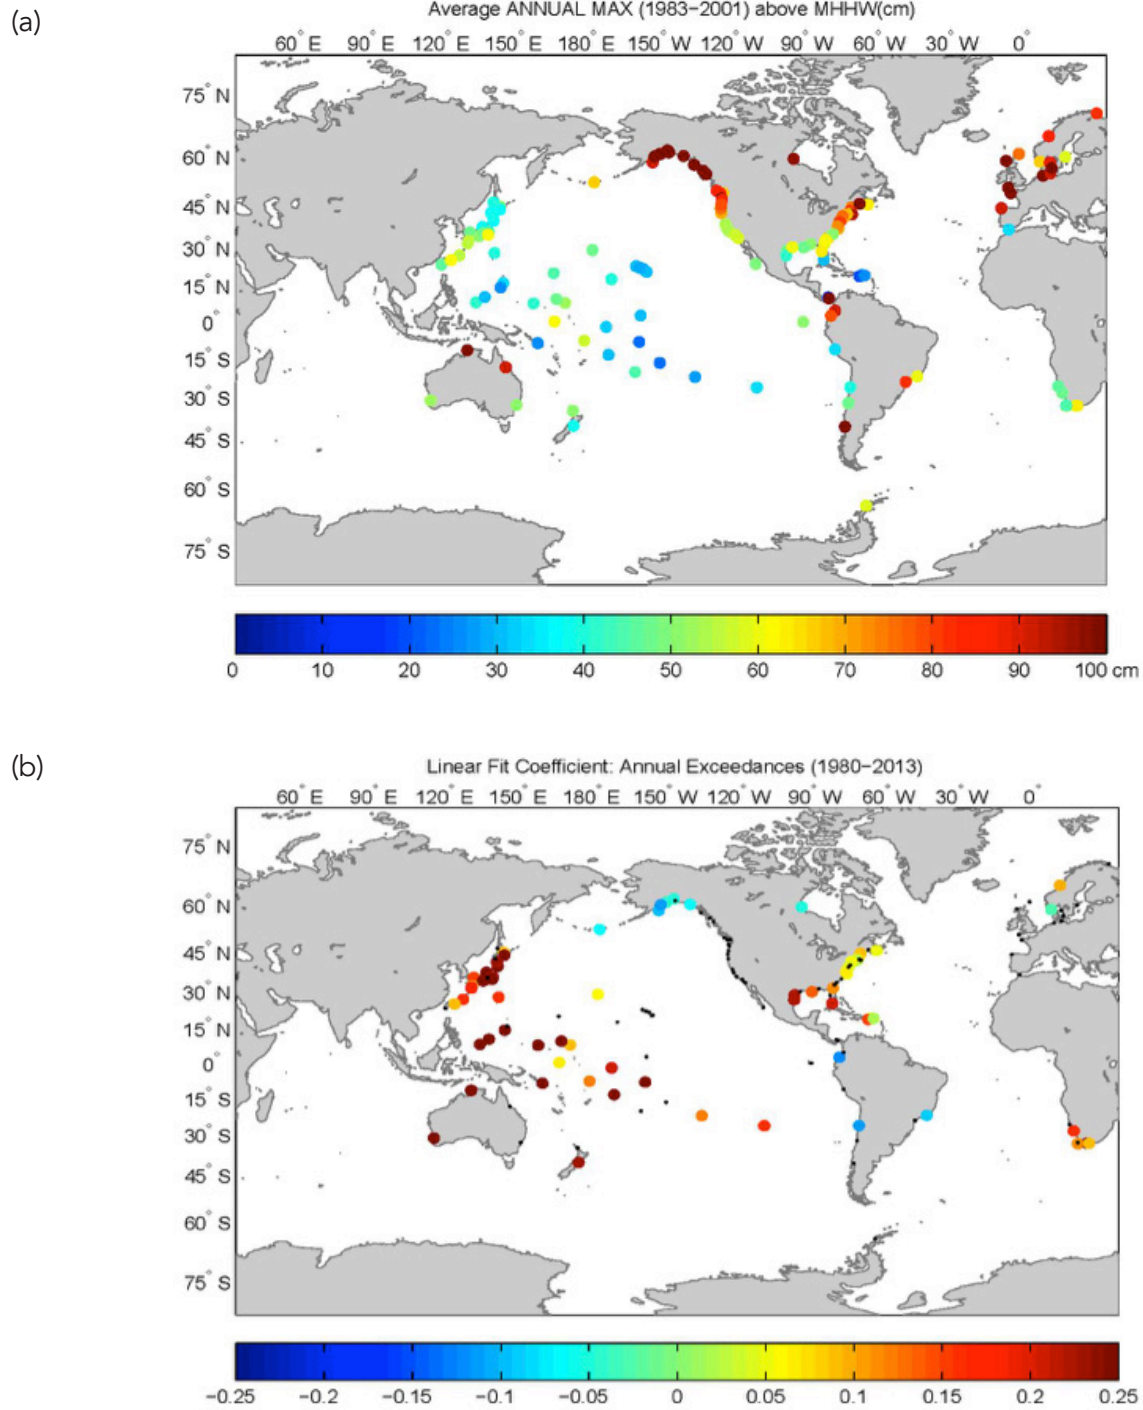 (a)
Average ANNUAL MAX (1983−2001) above MHHW(cm)
60° E 90° E 120° E 150° E 180° E 150° W 120° W 90° W 60° W 30° W 0°
75° N
60° N
45° N
30° N
15° N
0°
15° S
30° S
45° S
60° S
75° S
0 10 20 30 40 50 60 70 80 90 100 cm
(b)
Linear Fit Coefficient: Annual Exceedances (1980−2013)
60° E 90° E 120° E 150° E 180° E 150° W 120° W 90° W 60° W 30° W 0°
75° N
60° N
45° N
30° N
15° N
0°
15° S
30° S
45° S
60° S
75° S
−0.25 −0.2 −0.15 −0.1 −0.05 0 0.05 0.1 0.15 0.2 0.25